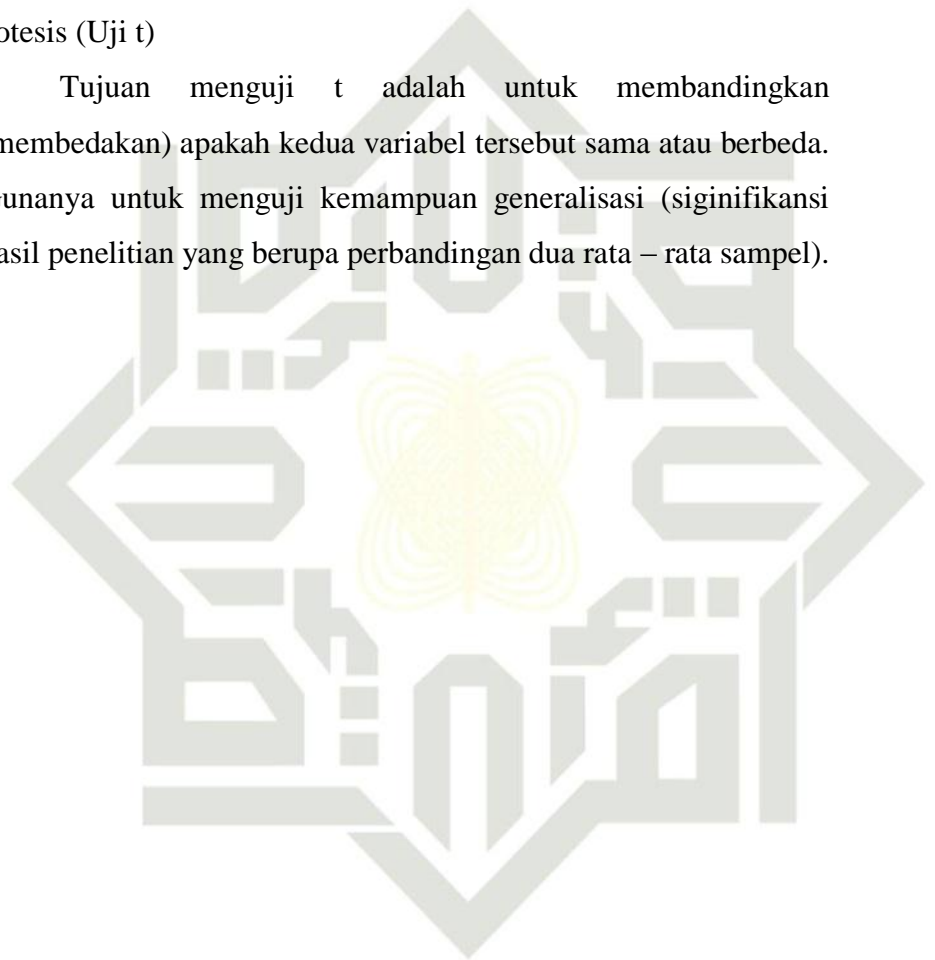 otesis (Uji t)
Tujuan menguji t adalah untuk membandingkan
membedakan) apakah kedua variabel tersebut sama atau berbeda.
unanya untuk menguji kemampuan generalisasi (siginifikansi
asil penelitian yang berupa perbandingan dua rata – rata sampel).